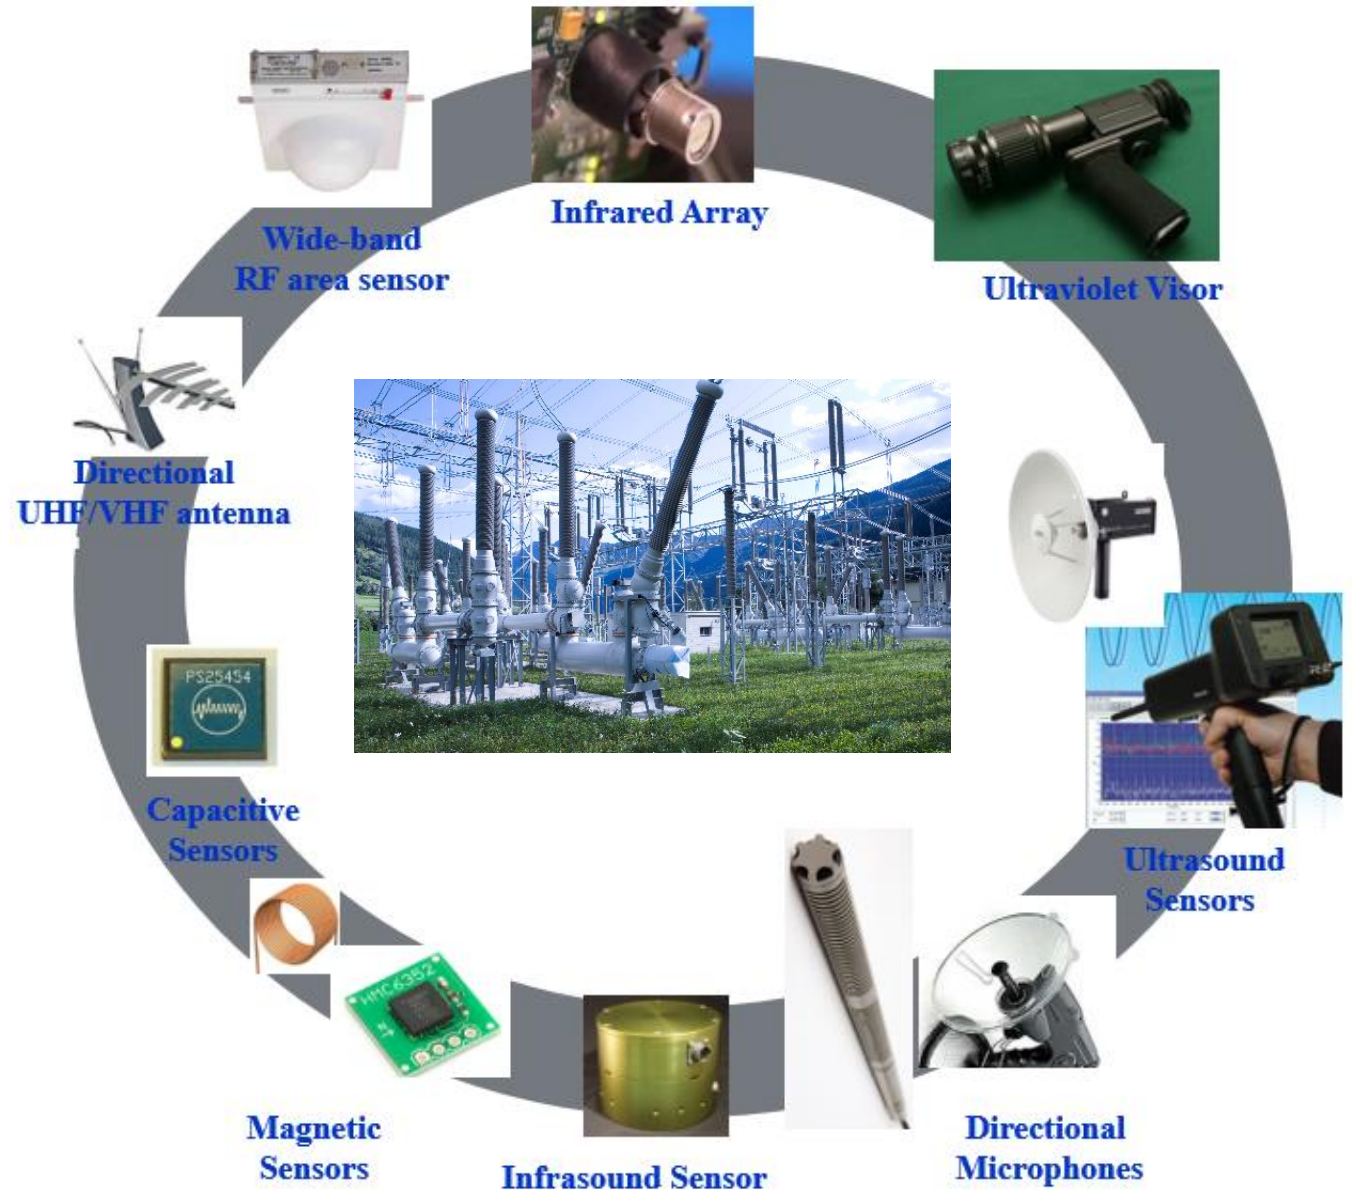 Infrared Array
Wide-band
RF area sensor
Ultraviolet Visor
Directional
UHF/VHF antenna
PS25454
Capacitive
Sensors
Ultrasound
Sensors
HMC6352
Magnetic
Sensors
Infrasound Sensor
Directional
Microphones